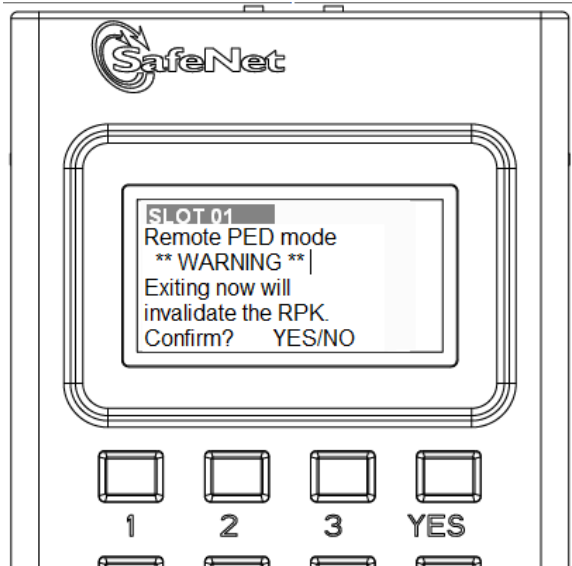 SafeNet
SLOT 01
Remote PED mode
** WARNING ** |
Exiting now will
invalidate the RPK.
Confirm? YES/NO
1 2 3 YES